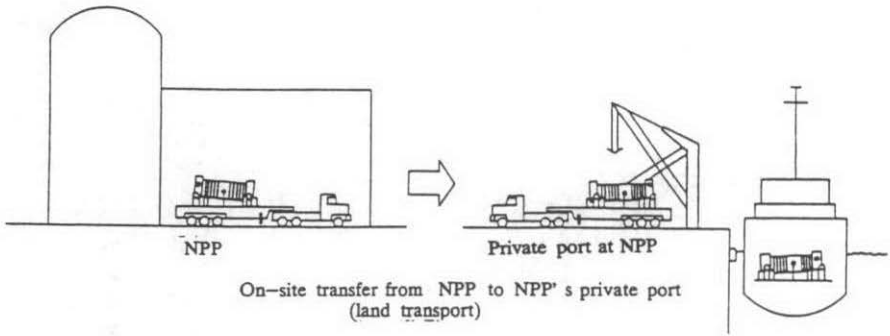 NPP
Private port at NPP
On-site transfer from NPP to NPP' s private port
(land transport)